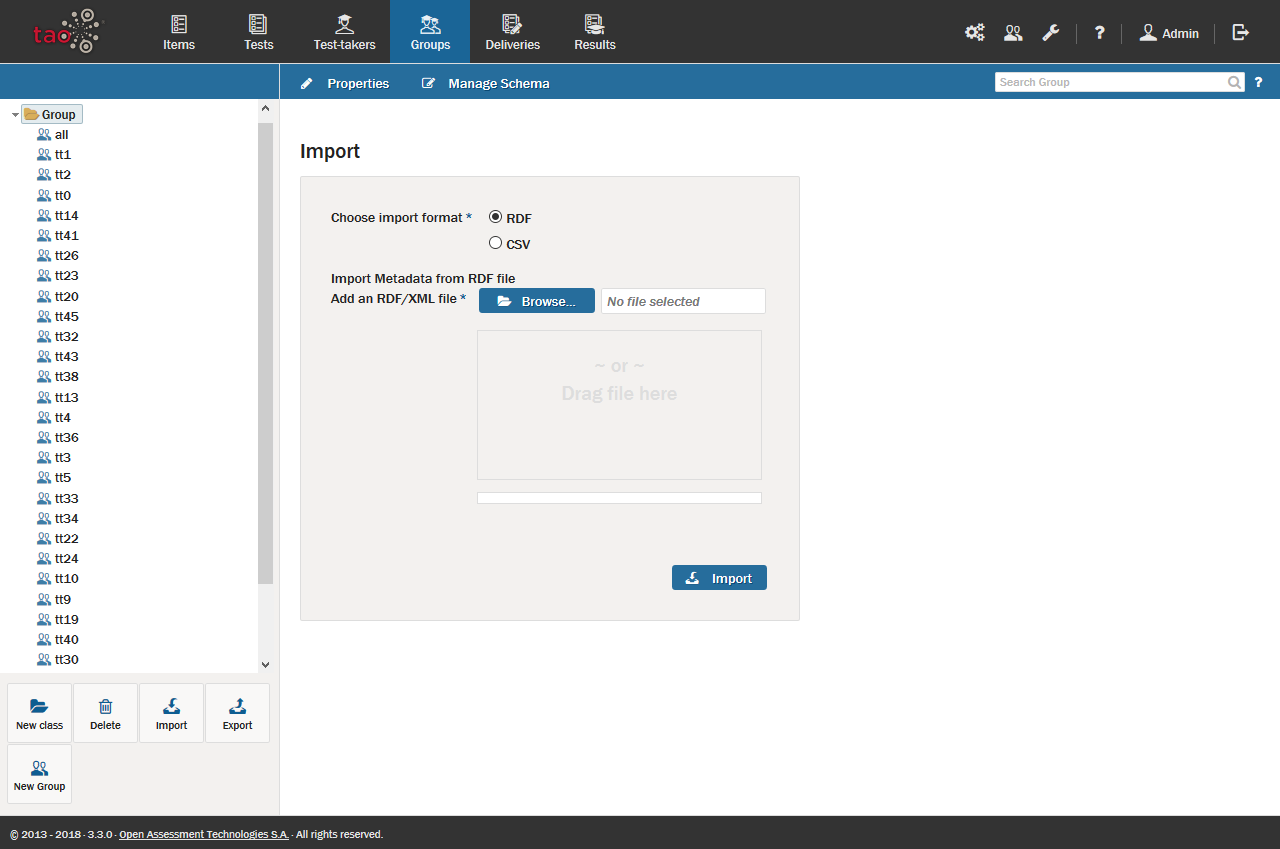 tao
Items
Tests
Test-takers
Groups
Deliveries
Results
?
Admin
Properties
Manage Schema
Search Group
?
Group
all
tt1
tt2
tt0
tt14
tt41
tt26
tt23
tt20
tt45
tt32
tt43
tt38
tt13
tt4
tt36
tt3
tt5
tt33
tt34
tt22
tt24
tt10
tt9
tt19
tt40
tt30
New class
Delete
Import
Export
New Group
Import
Choose import format *
RDF
CSV
Import Metadata from RDF file
Add an RDF/XML file *
Browse...
No file selected
~ or ~
Drag file here
Import
© 2013 - 2018 · 3.3.0 · Open Assessment Technologies S.A. · All rights reserved.